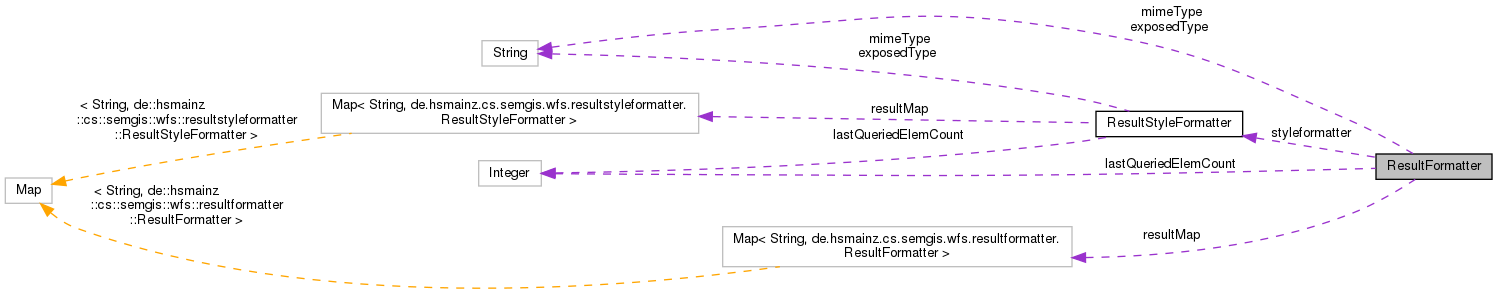 mimeType
exposedType
String
mimeType
exposedType
< String, de::hsmainz
::cs::semgis::wfs::resultstyleformatter
::ResultStyleFormatter >
Map< String, de.hsmainz.cs.semgis.wfs.resultstyleformatter.
ResultStyleFormatter >
resultMap
ResultStyleFormatter
styleformatter
lastQueriedElemCount
Integer
lastQueriedElemCount
ResultFormatter
Map
< String, de::hsmainz
::cs::semgis::wfs::resultformatter
::ResultFormatter >
Map< String, de.hsmainz.cs.semgis.wfs.resultformatter.
ResultFormatter >
resultMap